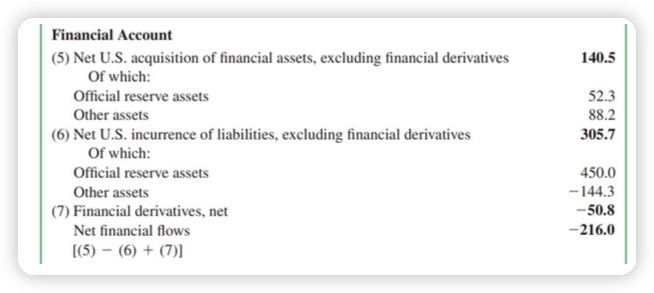 Financial Account
(5) Net U.S. acquisition of financial assets, excluding financial derivatives 140.5
Of which:
Official reserve assets 52.3
Other assets 88.2
(6) Net U.S. incurrence of liabilities, excluding financial derivatives 305.7
Of which:
Official reserve assets 450.0
Other assets −144.3
(7) Financial derivatives, net −50.8
Net financial flows −216.0
[(5) − (6) + (7)]